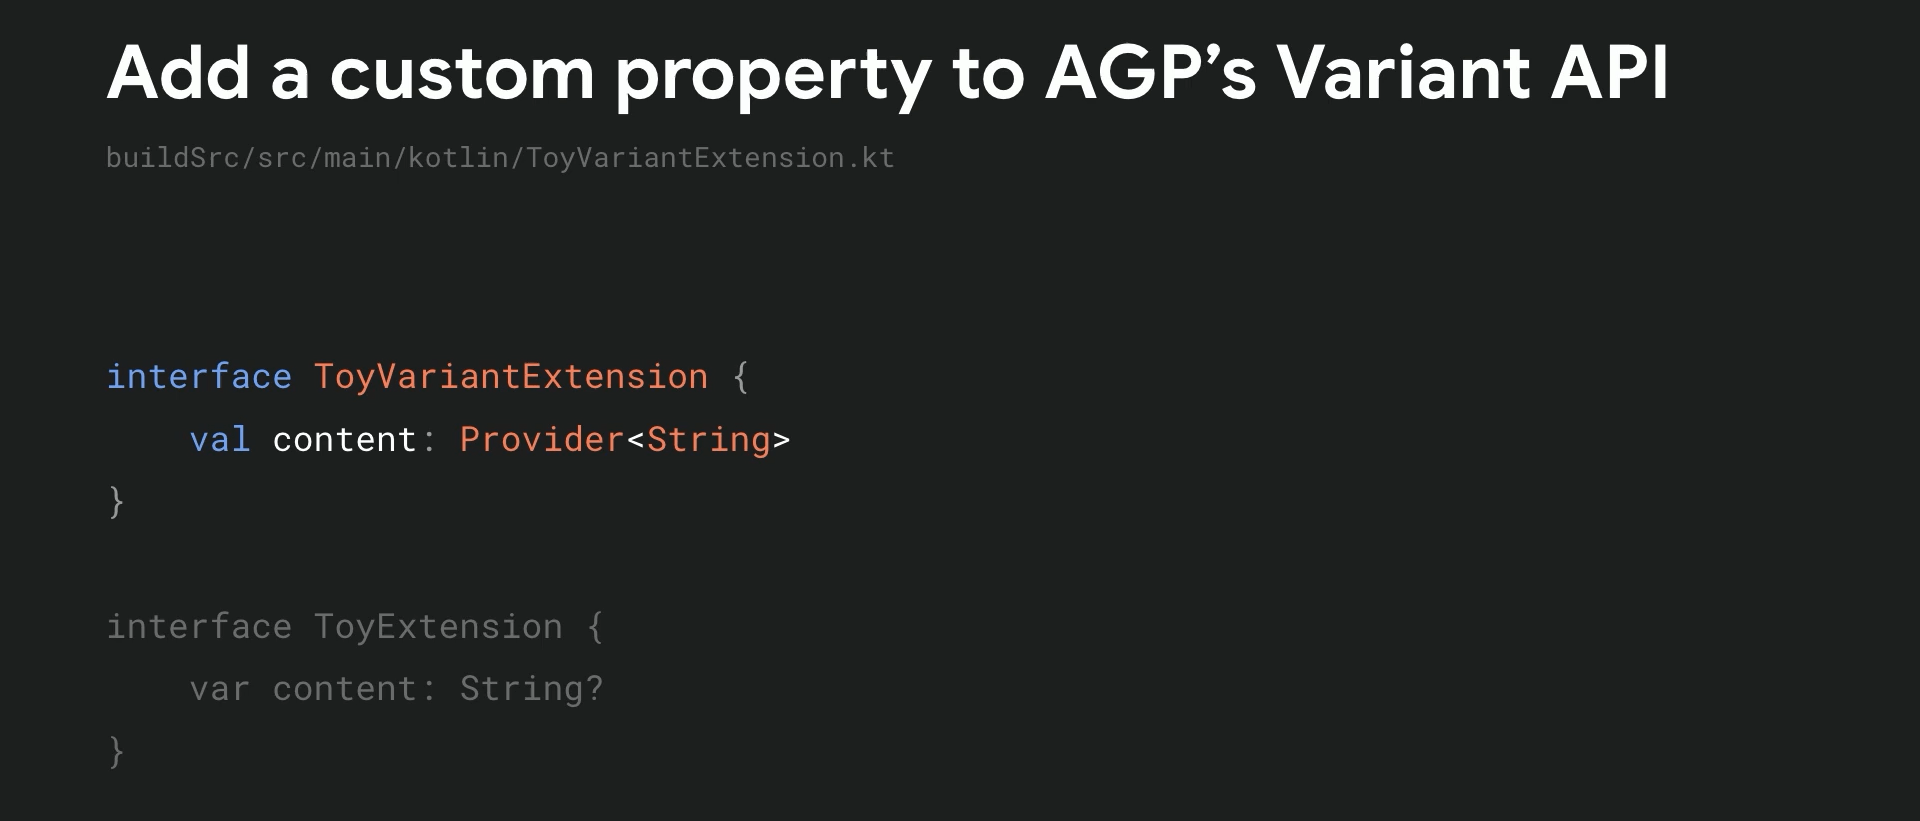 Add a custom property to AGP’s Variant API
buildSrc/src/main/kotlin/ToyVariantExtension.kt
interface ToyVariantExtension {
    val content: Provider<String>
}
interface ToyExtension {
    var content: String?
}